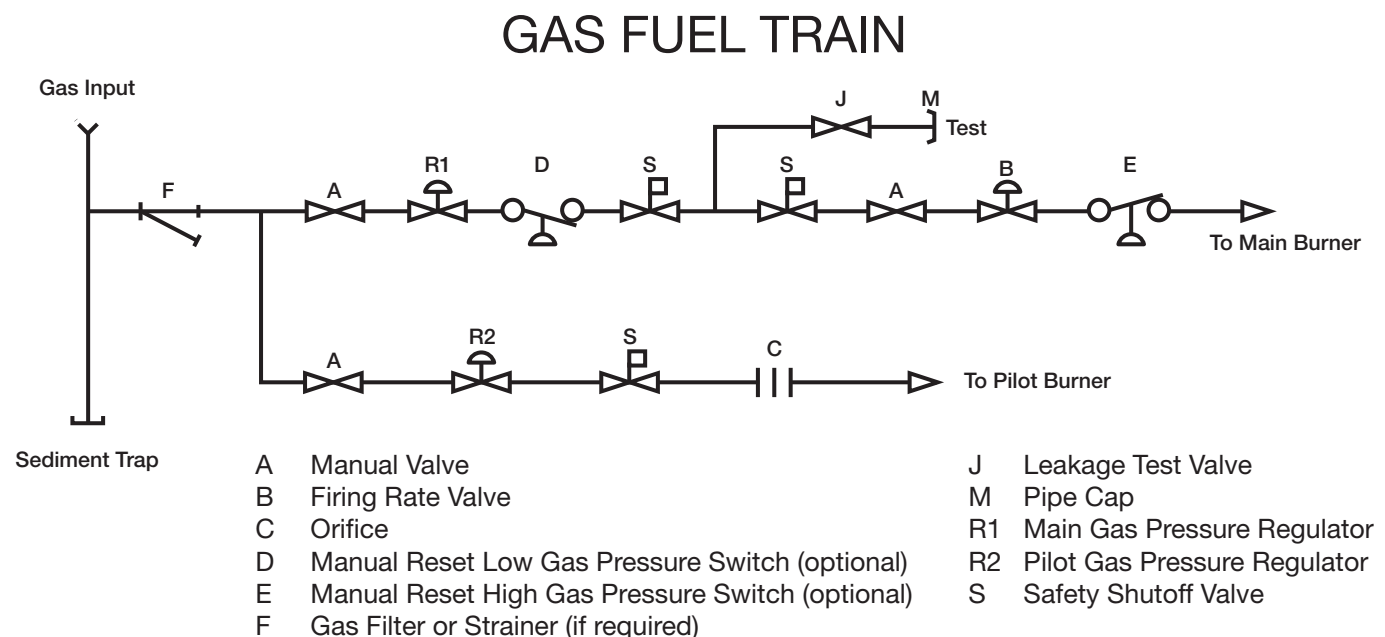 GAS FUEL TRAIN
Gas Input
J
M
Test
F
A
R1
D
S
S
A
B
E
To Main Burner
A
R2
S
C
To Pilot Burner
Sediment Trap
A Manual Valve
B Firing Rate Valve
C Orifice
D Manual Reset Low Gas Pressure Switch (optional)
E Manual Reset High Gas Pressure Switch (optional)
F Gas Filter or Strainer (if required)
J Leakage Test Valve
M Pipe Cap
R1 Main Gas Pressure Regulator
R2 Pilot Gas Pressure Regulator
S Safety Shutoff Valve